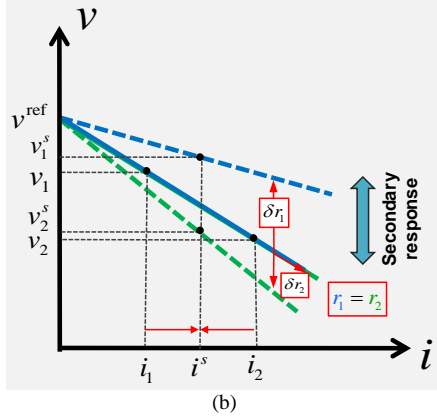 v
v^ref
v_1^s
v_1
v_2^s
v_2
δr_1
δr_2
r_1 = r_2
Secondary
response
i_1
i^s
i_2
i
(b)